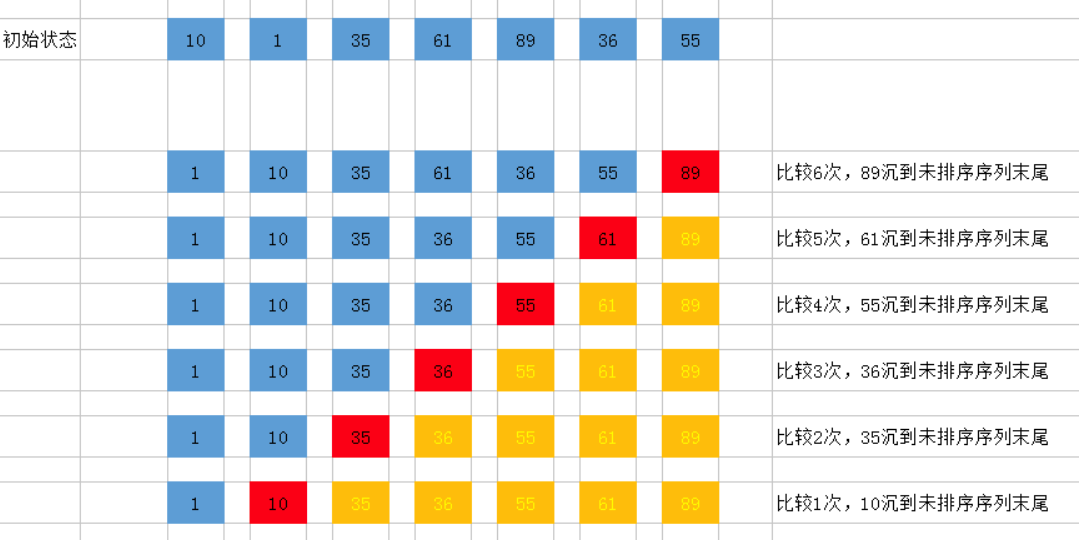 初始状态 10 1 35 61 89 36 55
1 10 35 61 36 55 89 比较6次，89沉到未排序序列末尾
1 10 35 36 55 61 89 比较5次，61沉到未排序序列末尾
1 10 35 36 55 61 89 比较4次，55沉到未排序序列末尾
1 10 35 36 55 61 89 比较3次，36沉到未排序序列末尾
1 10 35 36 55 61 89 比较2次，35沉到未排序序列末尾
1 10 35 36 55 61 89 比较1次，10沉到未排序序列末尾